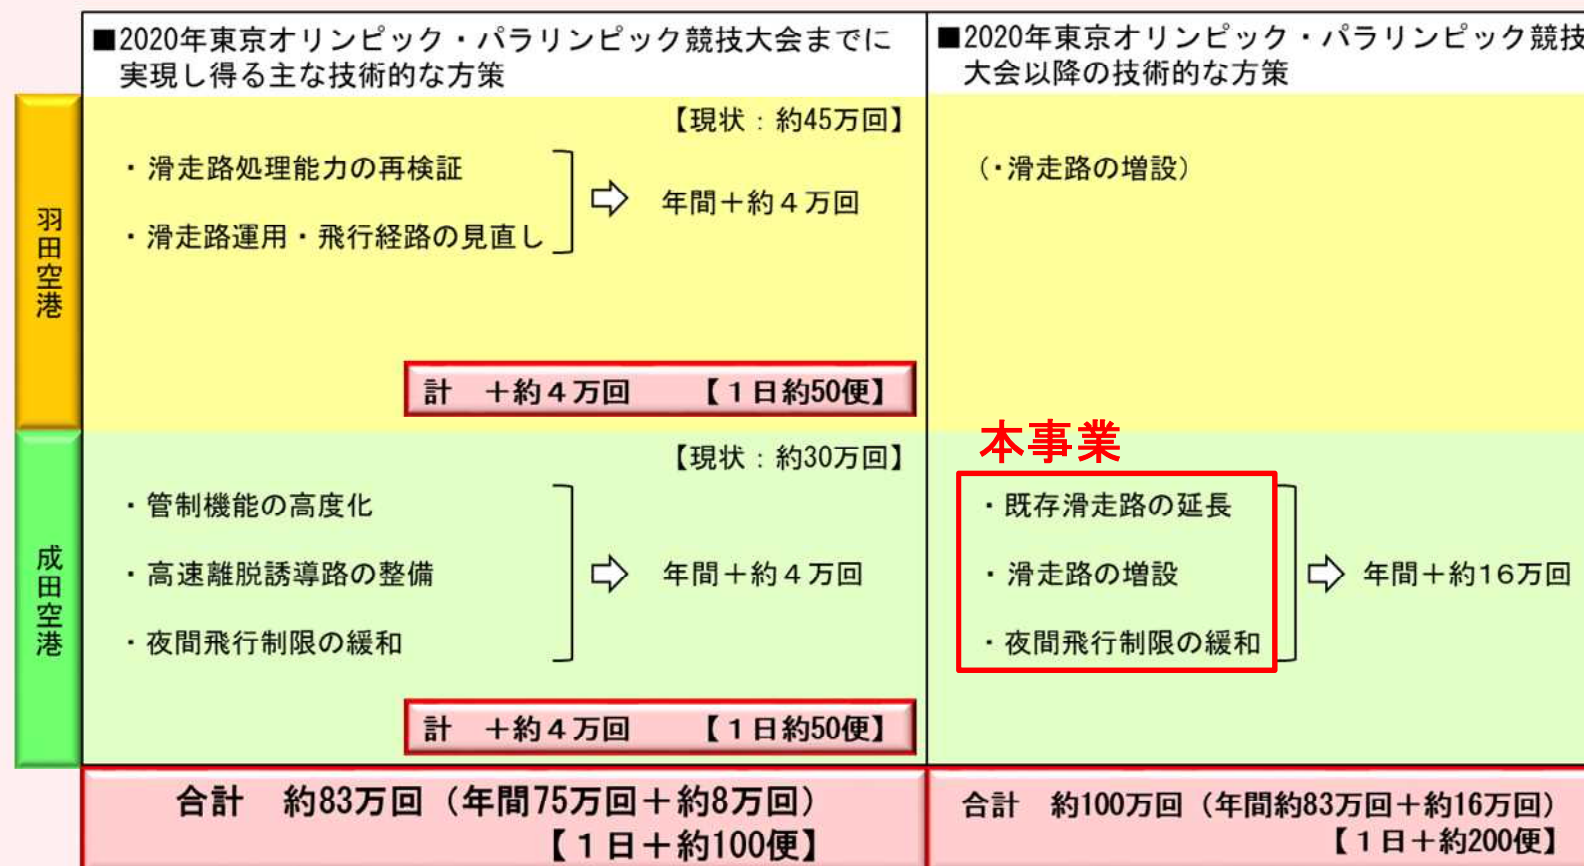 ■2020年東京オリンピック・パラリンピック競技大会までに
実現し得る主な技術的な方策
■2020年東京オリンピック・パラリンピック競技
大会以降の技術的な方策
羽田空港
【現状：約45万回】
・滑走路処理能力の再検証
・滑走路運用・飛行経路の見直し
年間＋約４万回
計　＋約４万回　【１日約50便】
（・滑走路の増設）
成田空港
【現状：約30万回】
・管制機能の高度化
・高速離脱誘導路の整備
・夜間飛行制限の緩和
年間＋約４万回
計　＋約４万回　【１日約50便】
本事業
・既存滑走路の延長
・滑走路の増設
・夜間飛行制限の緩和
年間＋約16万回
合計　約83万回（年間75万回＋約8万回）
【１日＋約100便】
合計　約100万回（年間約83万回＋約16万回）
【１日＋約200便】